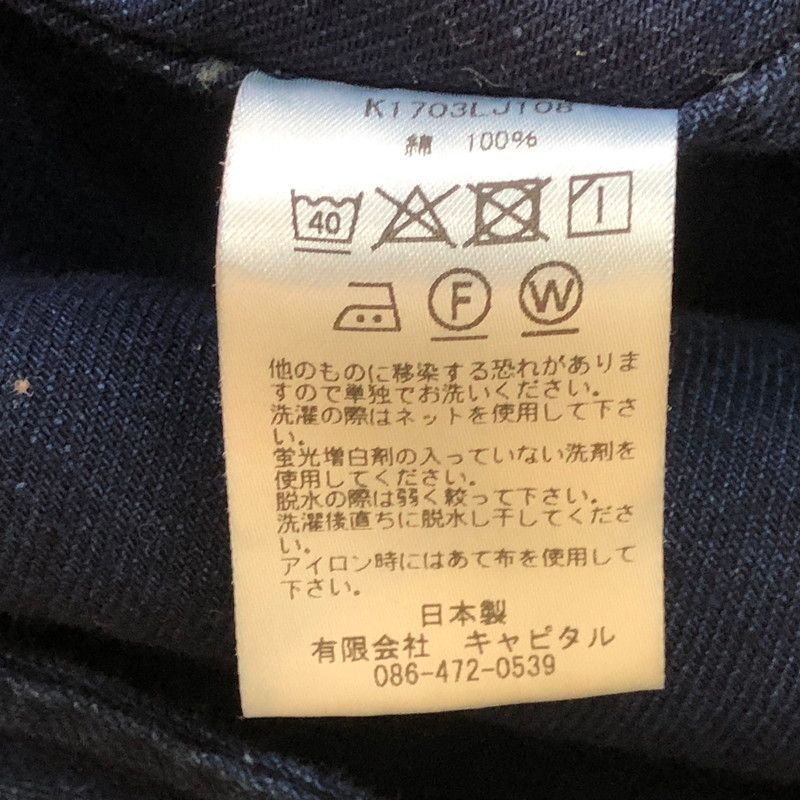 K1703LJ108
綿 100%
40
F W
他のものに移染する恐れがありま
すので単独でお洗いください。
洗濯の際はネットを使用して下さ
い。
蛍光増白剤の入っていない洗剤を
使用してください。
脱水の際は弱く絞って下さい。
洗濯後直ちに脱水し干してくださ
い。
アイロン時にはあて布を使用して
下さい。
日本製
有限会社 キャピタル
086-472-0539